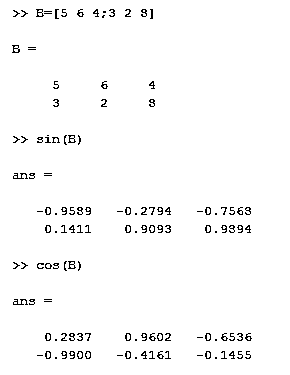 >> B=[5 6 4;3 2 8]
B =
5 6 4
3 2 8
>> sin(B)
ans =
-0.9589 -0.2794 -0.7568
0.1411 0.9093 0.9894
>> cos(B)
ans =
0.2837 0.9602 -0.6536
-0.9900 -0.4161 -0.1455